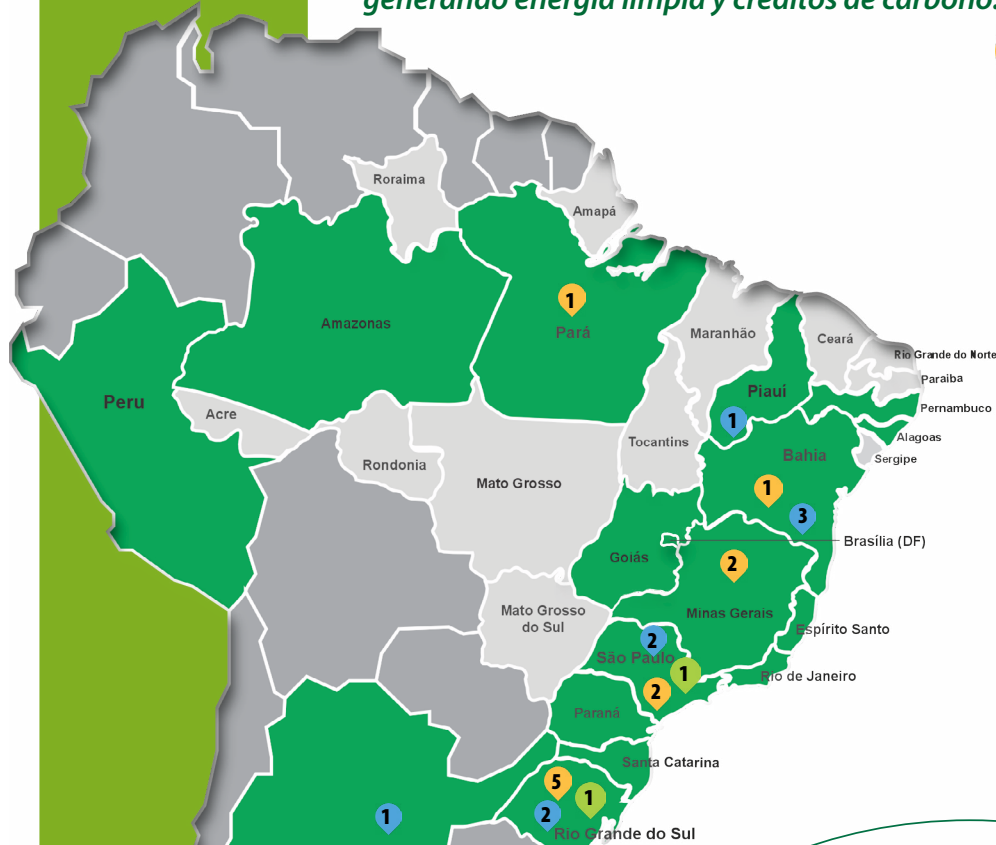 generando energía limpia y créditos de carbono.
Roraima
Amapá
1
Pará
Amazonas
Maranhão
Ceará
Rio Grande do Norte
Paraiba
Peru
Piauí
Pernambuco
Acre
1
Alagoas
Tocantins
Bahia
Sergipe
Rondonia
Mato Grosso
1
3
Brasília (DF)
Goiás
2
Mato Grosso
do Sul
Minas Gerais
Espírito Santo
2
São Paulo
1
Rio de Janeiro
2
Paraná
Santa Catarina
5
1
2
1
Rio Grande do Sul